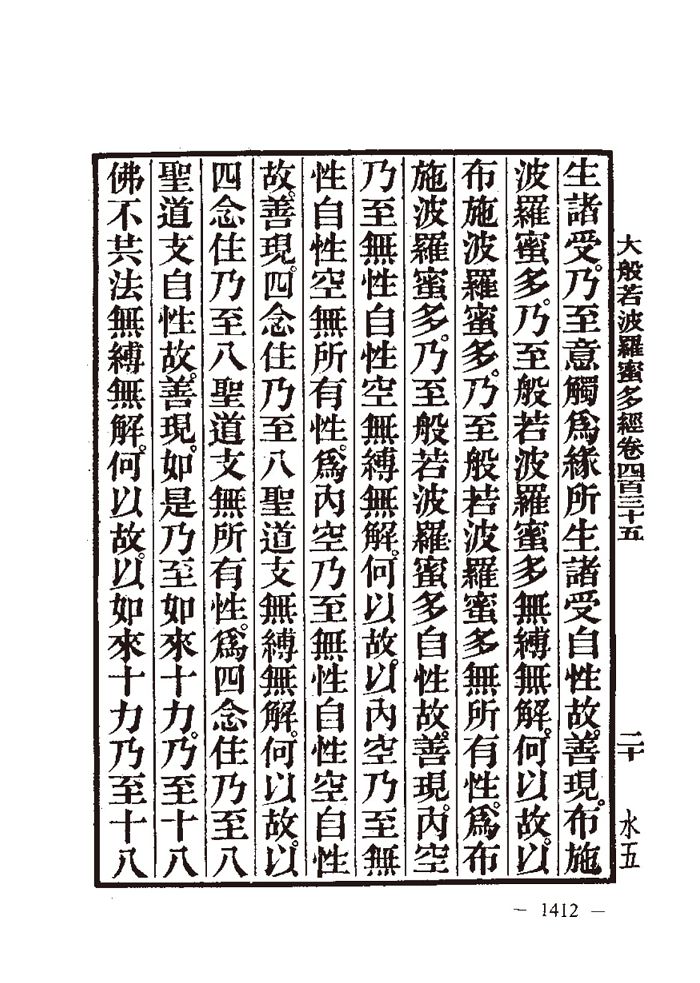 大般若波羅蜜多經卷四百三十五　二十　水五
生諸受。乃至意觸爲緣所生諸受自性故。善現。布施
波羅蜜多。乃至般若波羅蜜多無縛無解。何以故。以
布施波羅蜜多。乃至般若波羅蜜多無所有性。爲布
施波羅蜜多。乃至般若波羅蜜多自性故。善現。內空
乃至無性自性空無縛無解。何以故。以內空乃至無
性自性空無所有性。爲內空乃至無性自性空自性
故。善現。四念住乃至八聖道支無縛無解。何以故。以
四念住乃至八聖道支無所有性。爲四念住乃至八
聖道支自性故。善現。如是乃至如來十力。乃至十八
佛不共法無縛無解。何以故。以如來十力乃至十八
— 1412 —